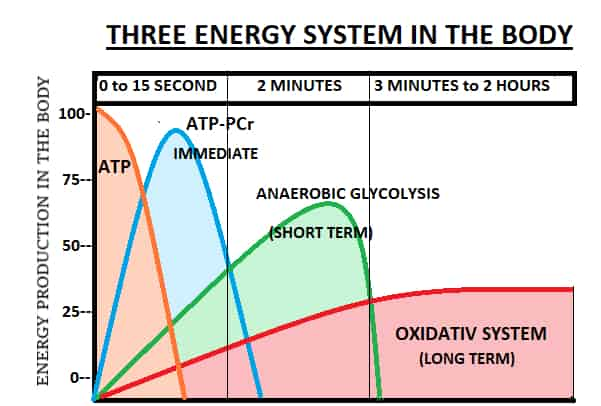 THREE ENERGY SYSTEM IN THE BODY
0 to 15 SECOND
2 MINUTES
3 MINUTES to 2 HOURS
ENERGY PRODUCTION IN THE BODY
100-
75--
50--
25--
0--
ATP
ATP-PCr
IMMEDIATE
ANAEROBIC GLYCOLYSIS
(SHORT TERM)
OXIDATIV SYSTEM
(LONG TERM)